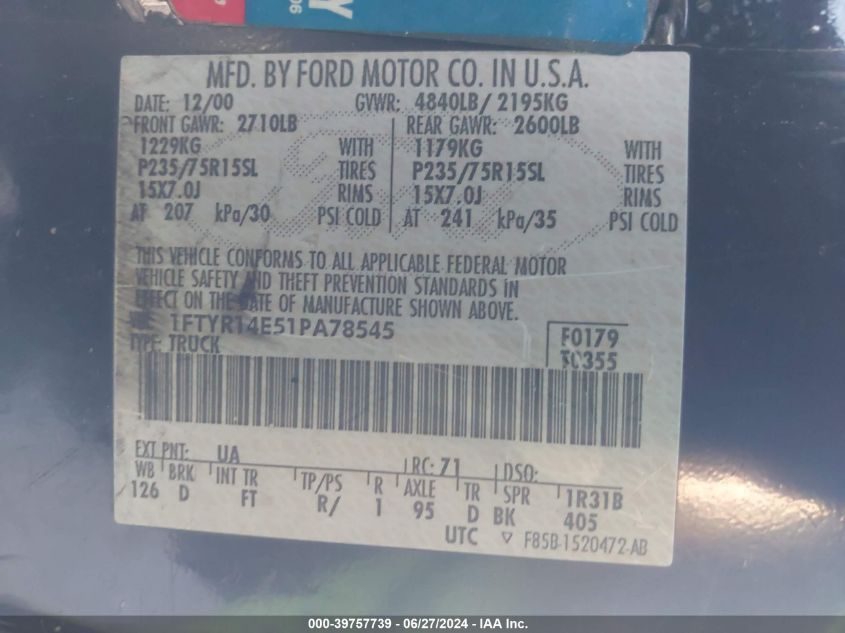 MFD. BY FORD MOTOR CO. IN U.S.A.
DATE: 12/00 GVWR: 4840LB/ 2195KG
FRONT GAWR: 2710LB REAR GAWR: 2600LB
1229KG WITH 1179KG WITH
P235/75R15SL TIRES P235/75R15SL TIRES
15X7.0J RIMS 15X7.0J RIMS
AT 207 kPa/30 PSI COLD AT 241 kPa/35 PSI COLD
THIS VEHICLE CONFORMS TO ALL APPLICABLE FEDERAL MOTOR
VEHICLE SAFETY AND THEFT PREVENTION STANDARDS IN
EFFECT ON THE DATE OF MANUFACTURE SHOWN ABOVE.
1FTYR14E51PA78545 F0179
TYPE: TRUCK T0355
EXT PNT: UA RC: 71 DSO:
WB BRK INT TR TP/PS R AXLE TR SPR 1R31B
126 D FT R/ 1 95 D BK 405
UTC ▽ F85B-1520472-AB
000-39757739 - 06/27/2024 - IAA Inc.